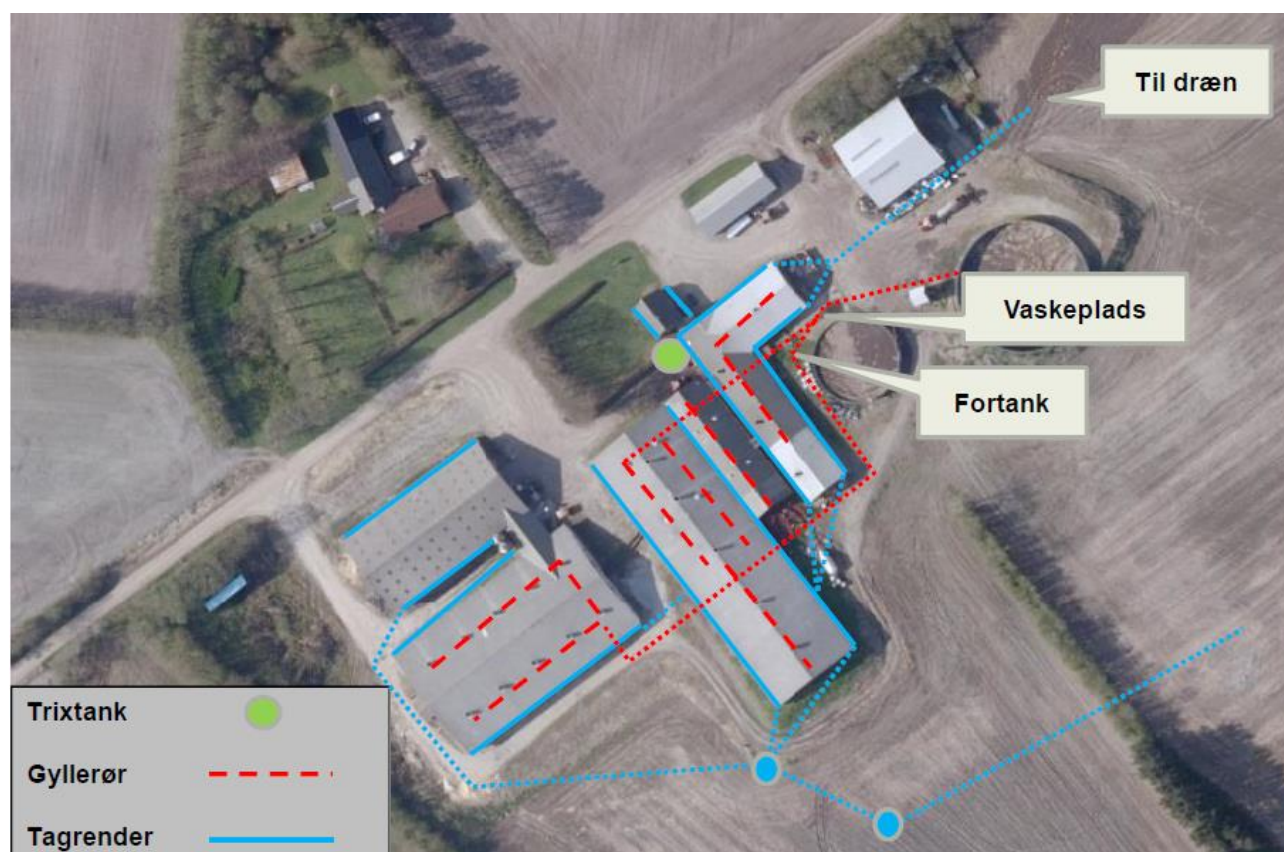 Til dræn
Vaskeplads
Fortank
Trixtank
Gyllerør
Tagrender